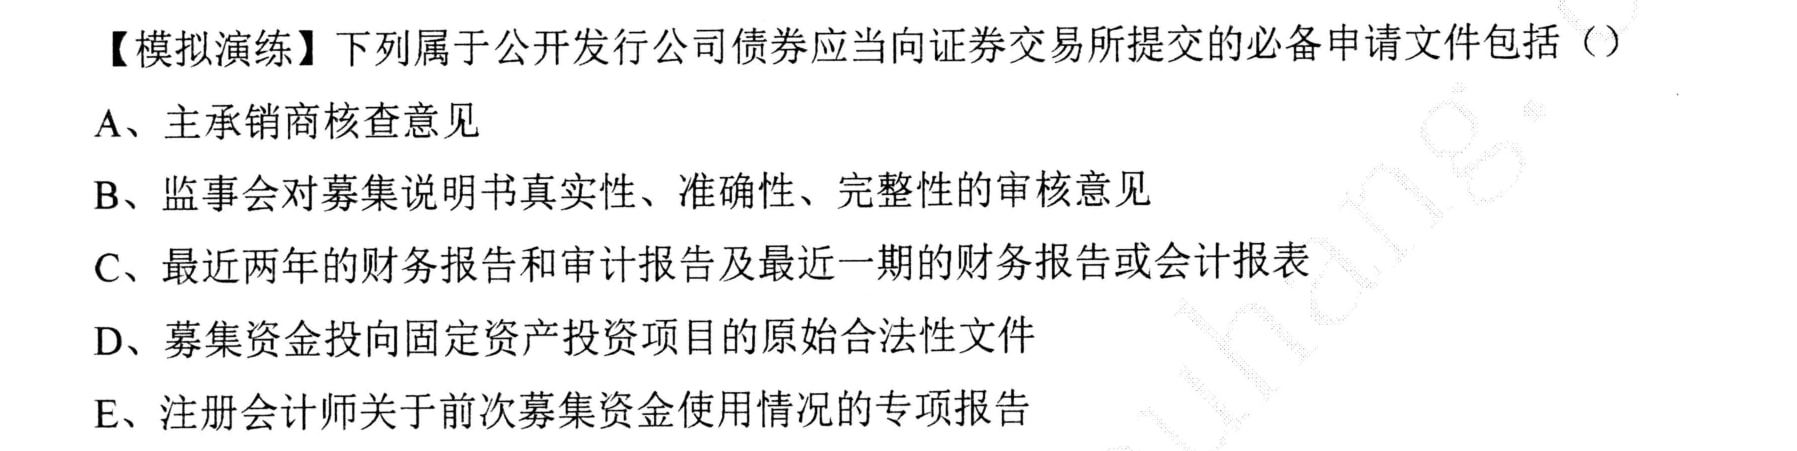 【模拟演练】下列属于公开发行公司债券应当向证券交易所提交的必备申请文件包括（）
A、主承销商核查意见
B、监事会对募集说明书真实性、准确性、完整性的审核意见
C、最近两年的财务报告和审计报告及最近一期的财务报告或会计报表
D、募集资金投向固定资产投资项目的原始合法性文件
E、注册会计师关于前次募集资金使用情况的专项报告